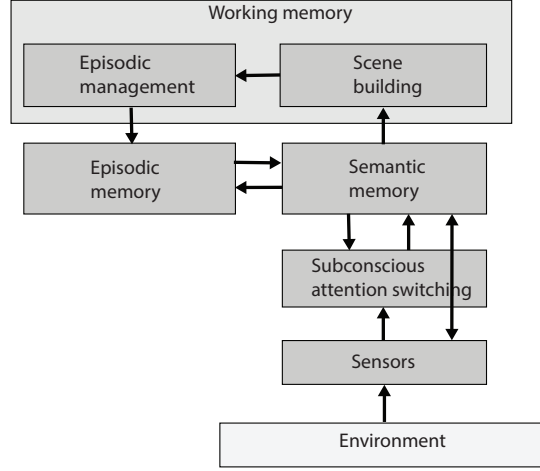 Working memory
Episodic
management
Scene
building
Episodic
memory
Semantic
memory
Subconscious
attention switching
Sensors
Environment